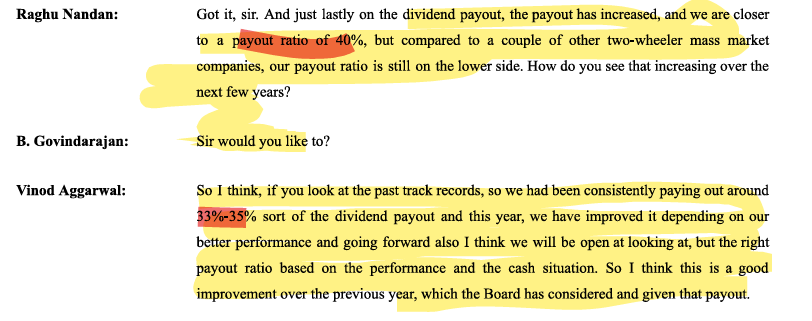 Raghu Nandan: Got it, sir. And just lastly on the dividend payout, the payout has increased, and we are closer
to a payout ratio of 40%, but compared to a couple of other two-wheeler mass market
companies, our payout ratio is still on the lower side. How do you see that increasing over the
next few years?
B. Govindarajan: Sir would you like to?
Vinod Aggarwal: So I think, if you look at the past track records, so we had been consistently paying out around
33%-35% sort of the dividend payout and this year, we have improved it depending on our
better performance and going forward also I think we will be open at looking at, but the right
payout ratio based on the performance and the cash situation. So I think this is a good
improvement over the previous year, which the Board has considered and given that payout.